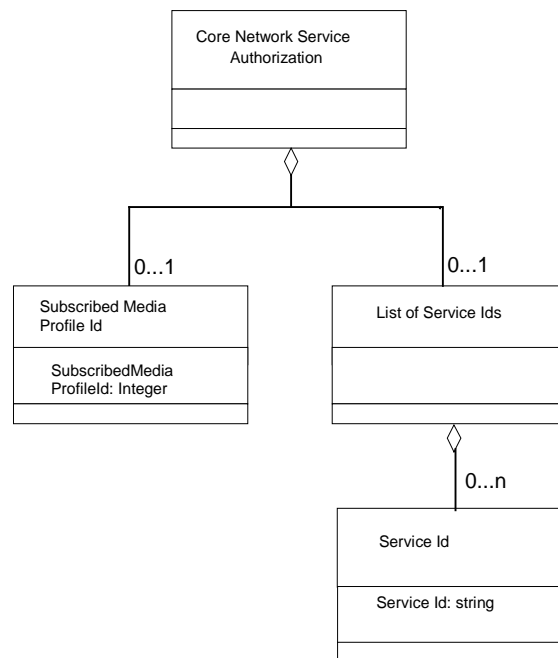 Core Network Service
Authorization
0...1
0...1
Subscribed Media
Profile Id
List of Service Ids
SubscribedMedia
ProfileId: Integer
0...n
Service Id
Service Id: string